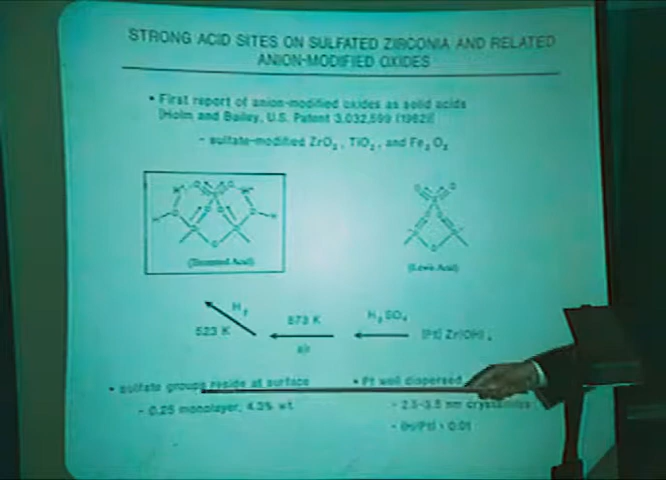 STRONG ACID SITES ON SULFATED ZIRCONIA AND RELATED
ANION-MODIFIED OXIDES
• First report of anion-modified oxides as solid acids
[Holm and Bailey, U.S. Patent 3,032,599 (1962)]
- sulfate-modified ZrO₂, TiO₂, and Fe₂O₃
(Bronsted Acid)
(Lewis Acid)
H₂
523 K
873 K
air
H₂SO₄
[Pt] Zr(OH)₄
• sulfate groups reside at surface
- 0.25 monolayer, 4.3% wt
• Pt well dispersed
- 2.5-3.5 nm crystallites
- (H/Pt) > 0.01